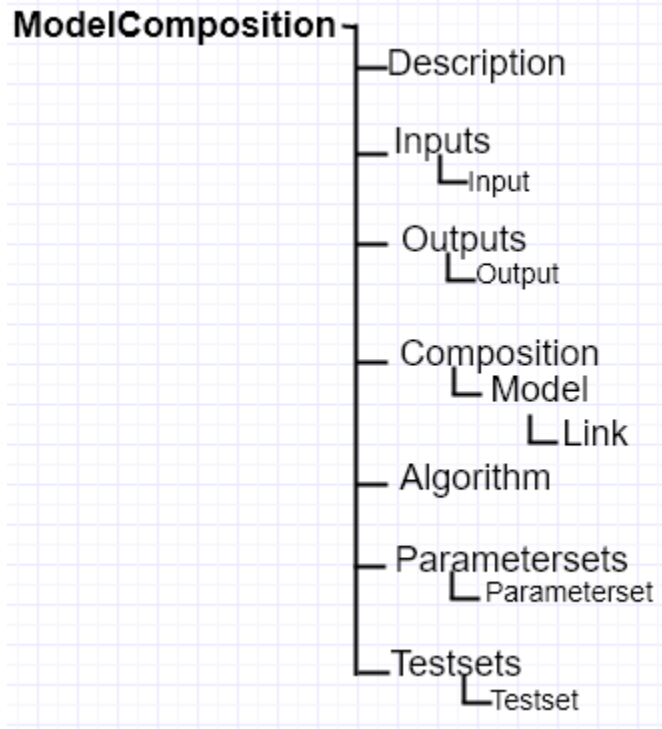 ModelComposition
Description
Inputs
Input
Outputs
Output
Composition
Model
Link
Algorithm
Parametersets
Parameterset
Testsets
Testset